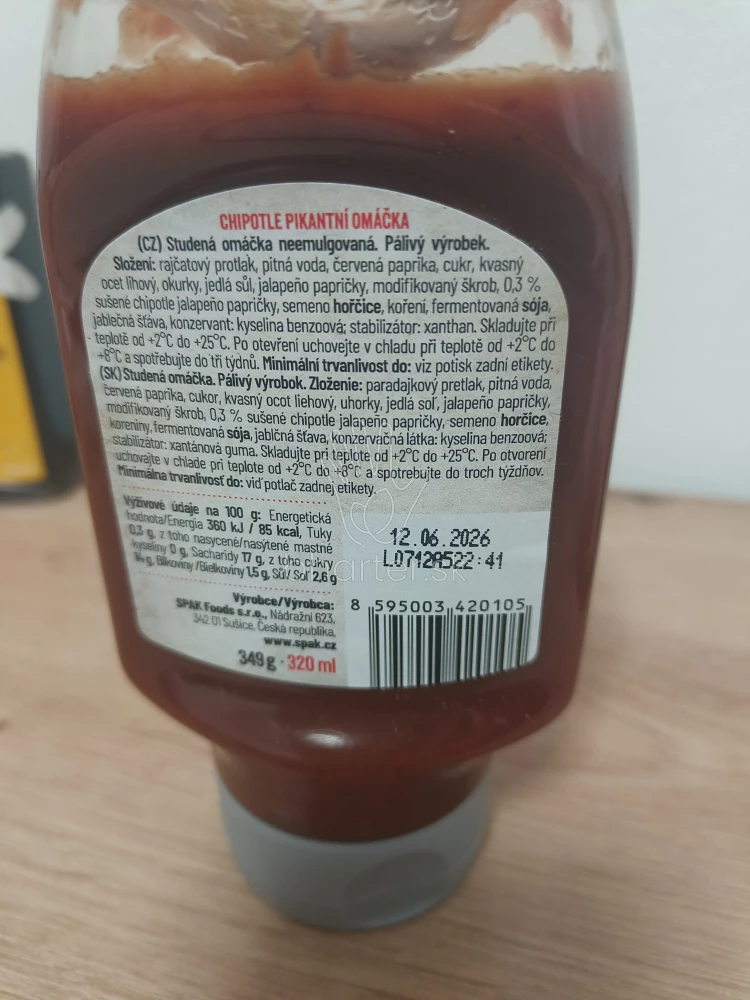 CHIPOTLE PIKANTNÍ OMÁČKA
(CZ) Studená omáčka neemulgovaná. Pálivý výrobek.
Složení: rajčatový protlak, pitná voda, červená paprika, cukr, kvasný
ocet lihový, okurky, jedlá sůl, jalapeňo papričky, modifikovaný škrob, 0,3 %
sušené chipotle jalapeňo papričky, semeno hořčice, koření, fermentovaná sója,
jablečná šťáva, konzervant: kyselina benzoová; stabilizátor: xanthan. Skladujte při
teplotě od +2°C do +25°C. Po otevření uchovejte v chladu při teplotě od +2°C do
+8°C a spotřebujte do tří týdnů. Minimální trvanlivost do: viz potisk zadní etikety.
(SK) Studená omáčka. Pálivý výrobok. Zloženie: paradajkový pretlak, pitná voda,
červená paprika, cukor, kvasný ocot liehový, uhorky, jedlá soľ, jalapeňo papričky,
modifikovaný škrob, 0,3 % sušené chipotle jalapeňo papričky, semeno horčice,
koreniny, fermentovaná sója, jablčná šťava, konzervačná látka: kyselina benzoová;
stabilizátor: xantánová guma. Skladujte pri teplote od +2°C do +25°C. Po otvorení
uchovajte v chlade pri teplote od +2°C do +8°C a spotrebujte do troch týždňov.
Minimálna trvanlivosť do: viď potlač zadnej etikety.
Výživové údaje na 100 g: Energetická
hodnota/Energia 360 kJ / 85 kcal, Tuky
0,3 g, z toho nasycené/nasýtené mastné
kyseliny 0 g, Sacharidy 17 g, z toho cukry
14 g, Bílkoviny /Bielkoviny 1,5 g, Sůl/ Soľ 2,6 g
12.06.2026
L07129522:41
Výrobce/Výrobca:
SPAK Foods s.r.o., Nádražní 623,
342 01 Sušice, Česká republika.
www.spak.cz
349 g · 320 ml
8 595003 420105
arter.sk